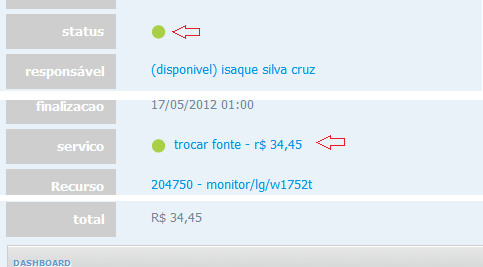 status
responsável (disponivel) isaque silva cruz
finalizacao 17/05/2012 01:00
servico trocar fonte - r$ 34,45
Recurso 204750 - monitor/lg/w1752t
total R$ 34,45
DASHBOARD